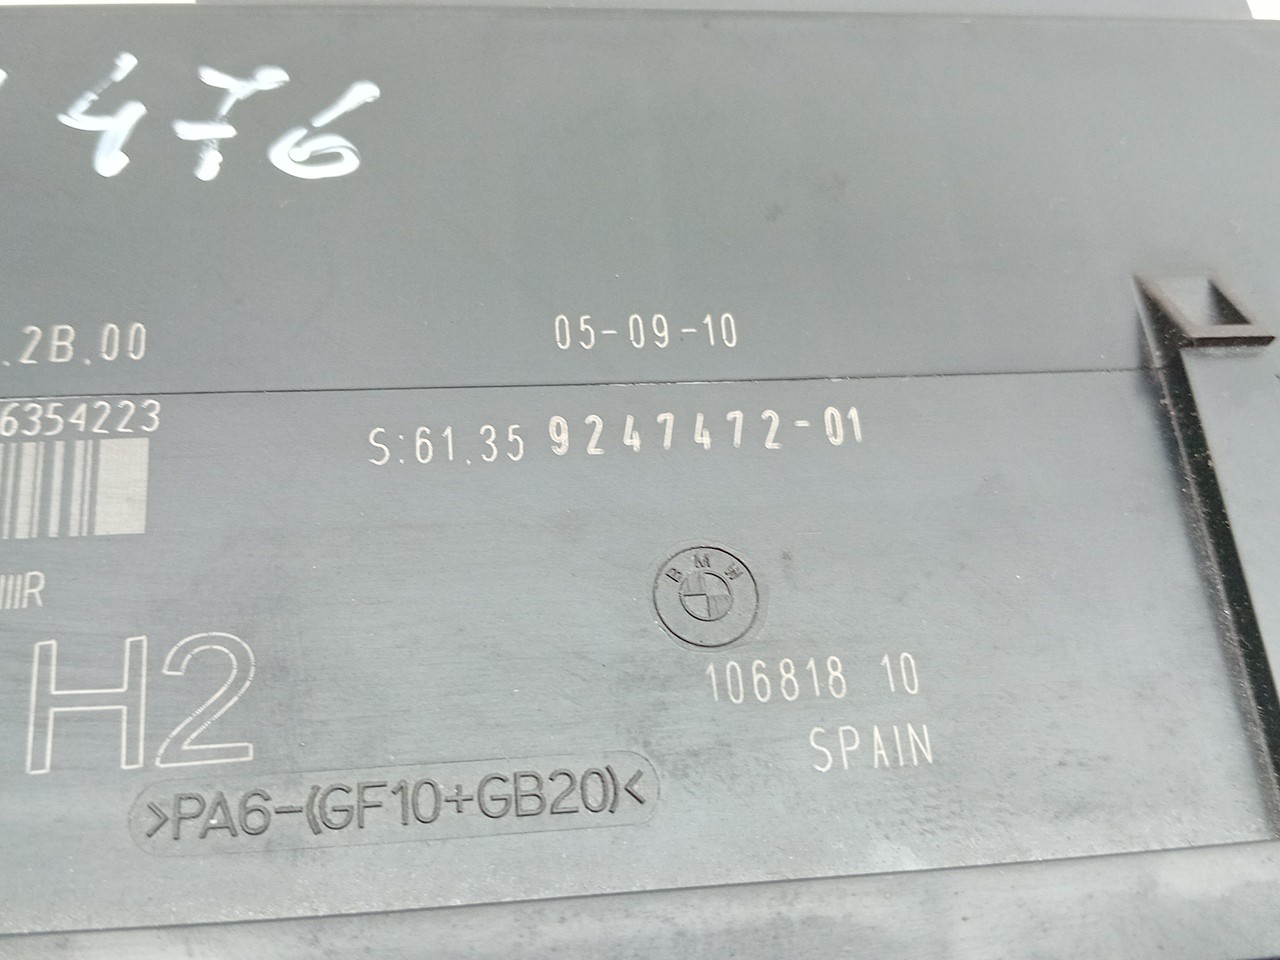 476
.2B.00
05-09-10
6354223
S:61.35 9247472-01
R
BMW
H2
106818 10
SPAIN
>PA6-(GF10+GB20)<